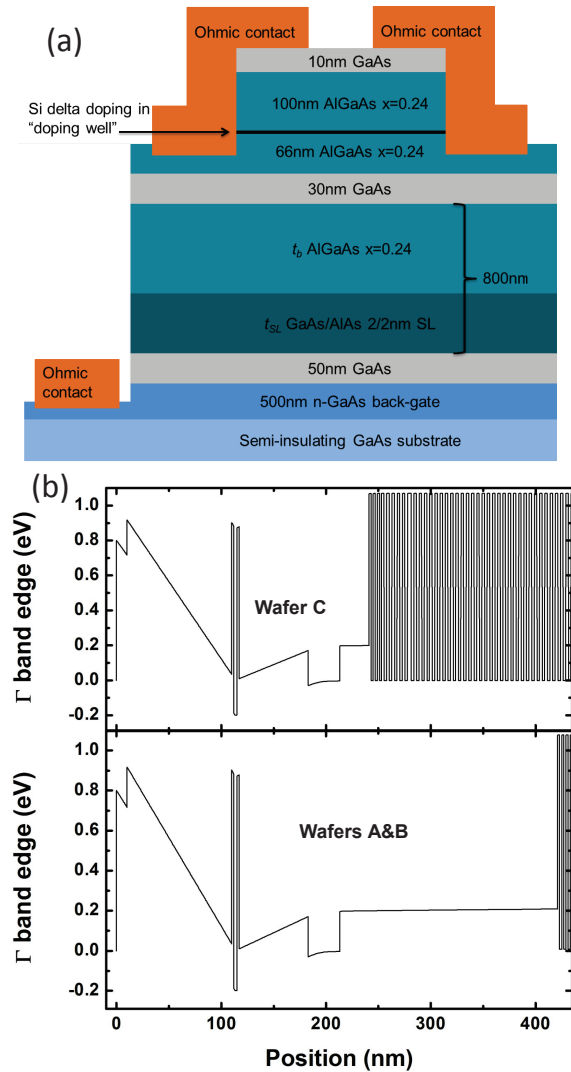 (a)
Ohmic contact
Ohmic contact
10nm GaAs
100nm AlGaAs x=0.24
Si delta doping in
“doping well”
66nm AlGaAs x=0.24
30nm GaAs
t_b AlGaAs x=0.24
800nm
t_SL GaAs/AlAs 2/2nm SL
Ohmic
contact
50nm GaAs
500nm n-GaAs back-gate
Semi-insulating GaAs substrate
(b)
Γ band edge (eV)
1.0
0.8
0.6
0.4
0.2
0.0
-0.2
Wafer C
Γ band edge (eV)
1.0
0.8
0.6
0.4
0.2
0.0
-0.2
Wafers A&B
0 100 200 300 400
Position (nm)